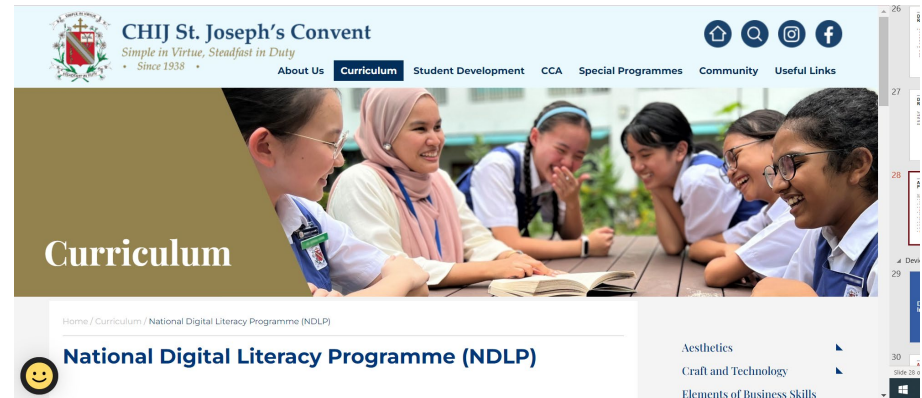 CHIJ St. Joseph's Convent
Simple in Virtue, Steadfast in Duty
• Since 1938 •
About Us Curriculum Student Development CCA Special Programmes Community Useful Links
Curriculum
Home / Curriculum / National Digital Literacy Programme (NDLP)
National Digital Literacy Programme (NDLP)
Aesthetics
Craft and Technology
Elements of Business Skills
26
27
28
29
30